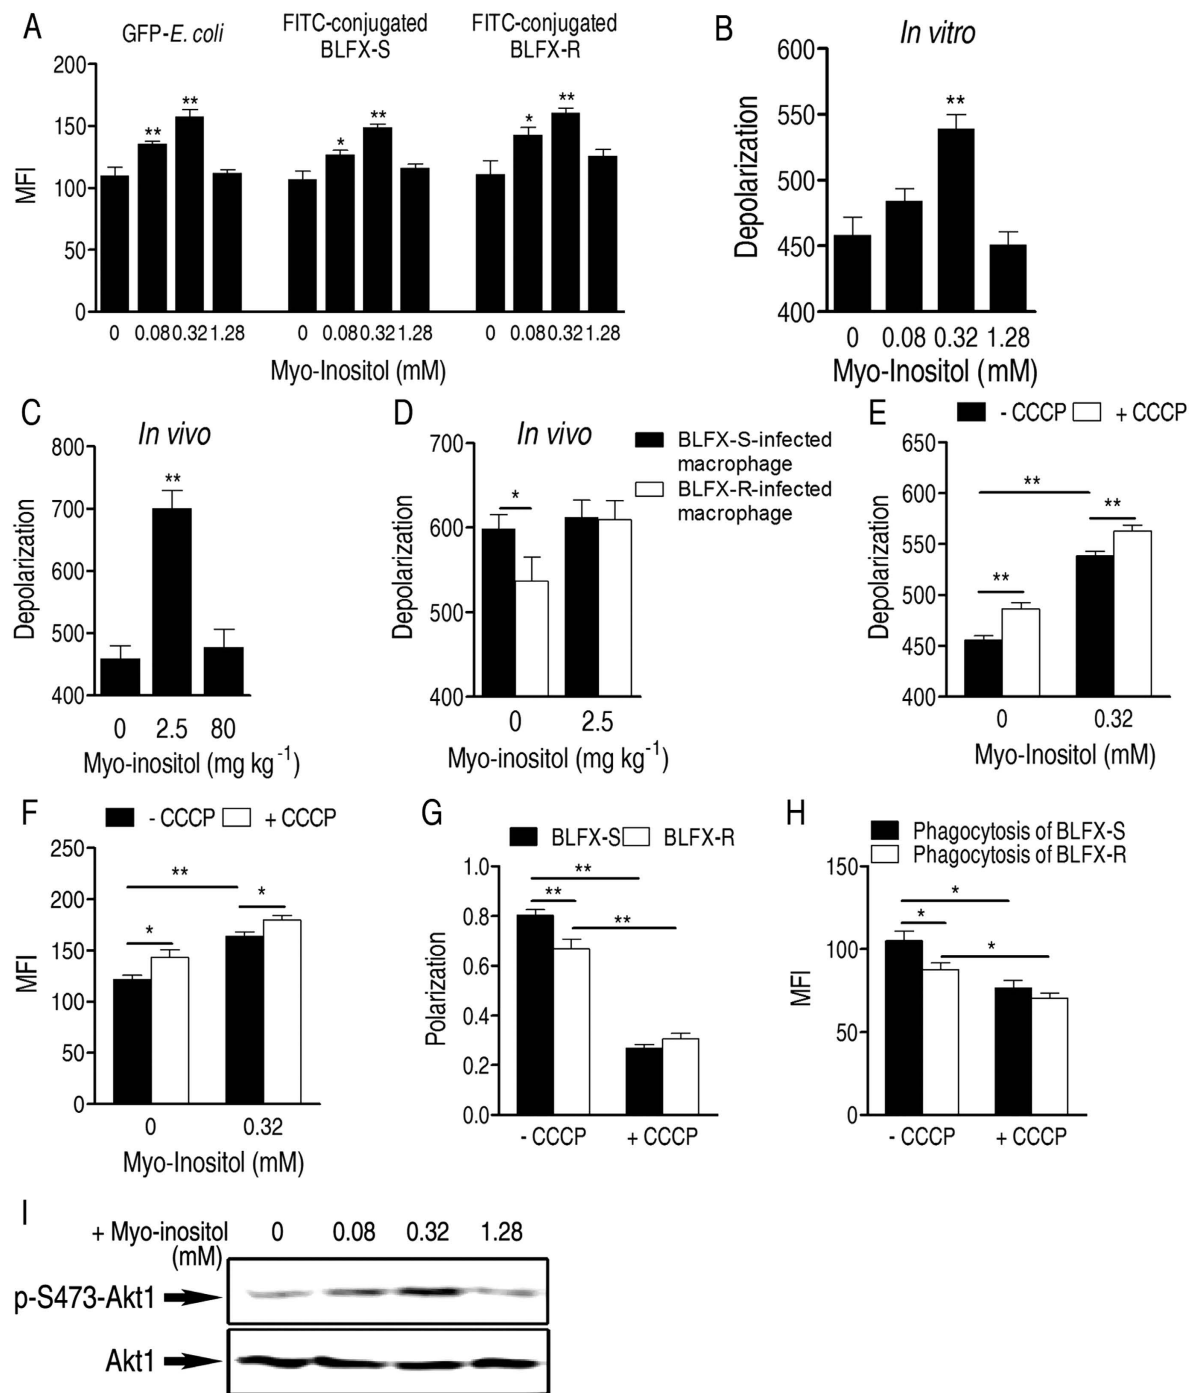 A
GFP-E. coli
FITC-conjugated
BLFX-S
FITC-conjugated
BLFX-R
MFI
200
150
100
50
0
** ** * ** * **
0 0.08 0.32 1.28 0 0.08 0.32 1.28 0 0.08 0.32 1.28
Myo-Inositol (mM)
B
In vitro
Depolarization
600
550
500
450
400
**
0 0.08 0.32 1.28
Myo-Inositol (mM)
C
In vivo
Depolarization
800
700
600
500
400
**
0 2.5 80
Myo-inositol (mg kg⁻¹)
D
In vivo
BLFX-S-infected
macrophage
BLFX-R-infected
macrophage
Depolarization
700
600
500
400
*
0 2.5
Myo-inositol (mg kg⁻¹)
E
- CCCP + CCCP
Depolarization
650
600
550
500
450
400
** ** **
0 0.32
Myo-Inositol (mM)
F
- CCCP + CCCP
MFI
250
200
150
100
50
0
* ** *
0 0.32
Myo-Inositol (mM)
G
BLFX-S BLFX-R
Polarization
1.0
0.8
0.6
0.4
0.2
0.0
** ** **
- CCCP + CCCP
H
Phagocytosis of BLFX-S
Phagocytosis of BLFX-R
MFI
150
100
50
0
* * *
- CCCP + CCCP
I
+ Myo-inositol 0 0.08 0.32 1.28
(mM)
p-S473-Akt1
Akt1